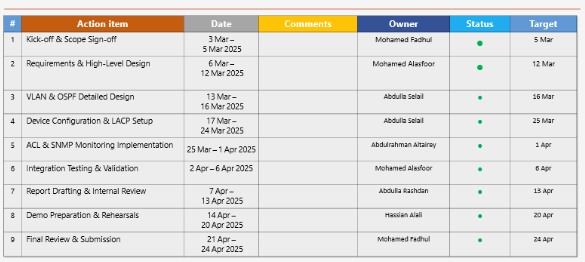 # Action item Date Comments Owner Status Target
1 Kick-off & Scope Sign-off 3 Mar – Mohamed Fadhul 5 Mar
5 Mar 2025
2 Requirements & High-Level Design 6 Mar – Mohamed Alasfoor 12 Mar
12 Mar 2025
3 VLAN & OSPF Detailed Design 13 Mar – Abdulla Selail 16 Mar
16 Mar 2025
4 Device Configuration & LACP Setup 17 Mar – Abdulla Selail 25 Mar
24 Mar 2025
5 ACL & SNMP Monitoring Implementation 25 Mar – 1 Apr 2025 Abdulrahman Altairey 1 Apr
6 Integration Testing & Validation 2 Apr – 6 Apr 2025 Mohamed Alasfoor 6 Apr
7 Report Drafting & Internal Review 7 Apr – Abdulla Rashdan 13 Apr
13 Apr 2025
8 Demo Preparation & Rehearsals 14 Apr – Hassian Alali 20 Apr
20 Apr 2025
9 Final Review & Submission 21 Apr – Mohamed Fadhul 24 Apr
24 Apr 2025